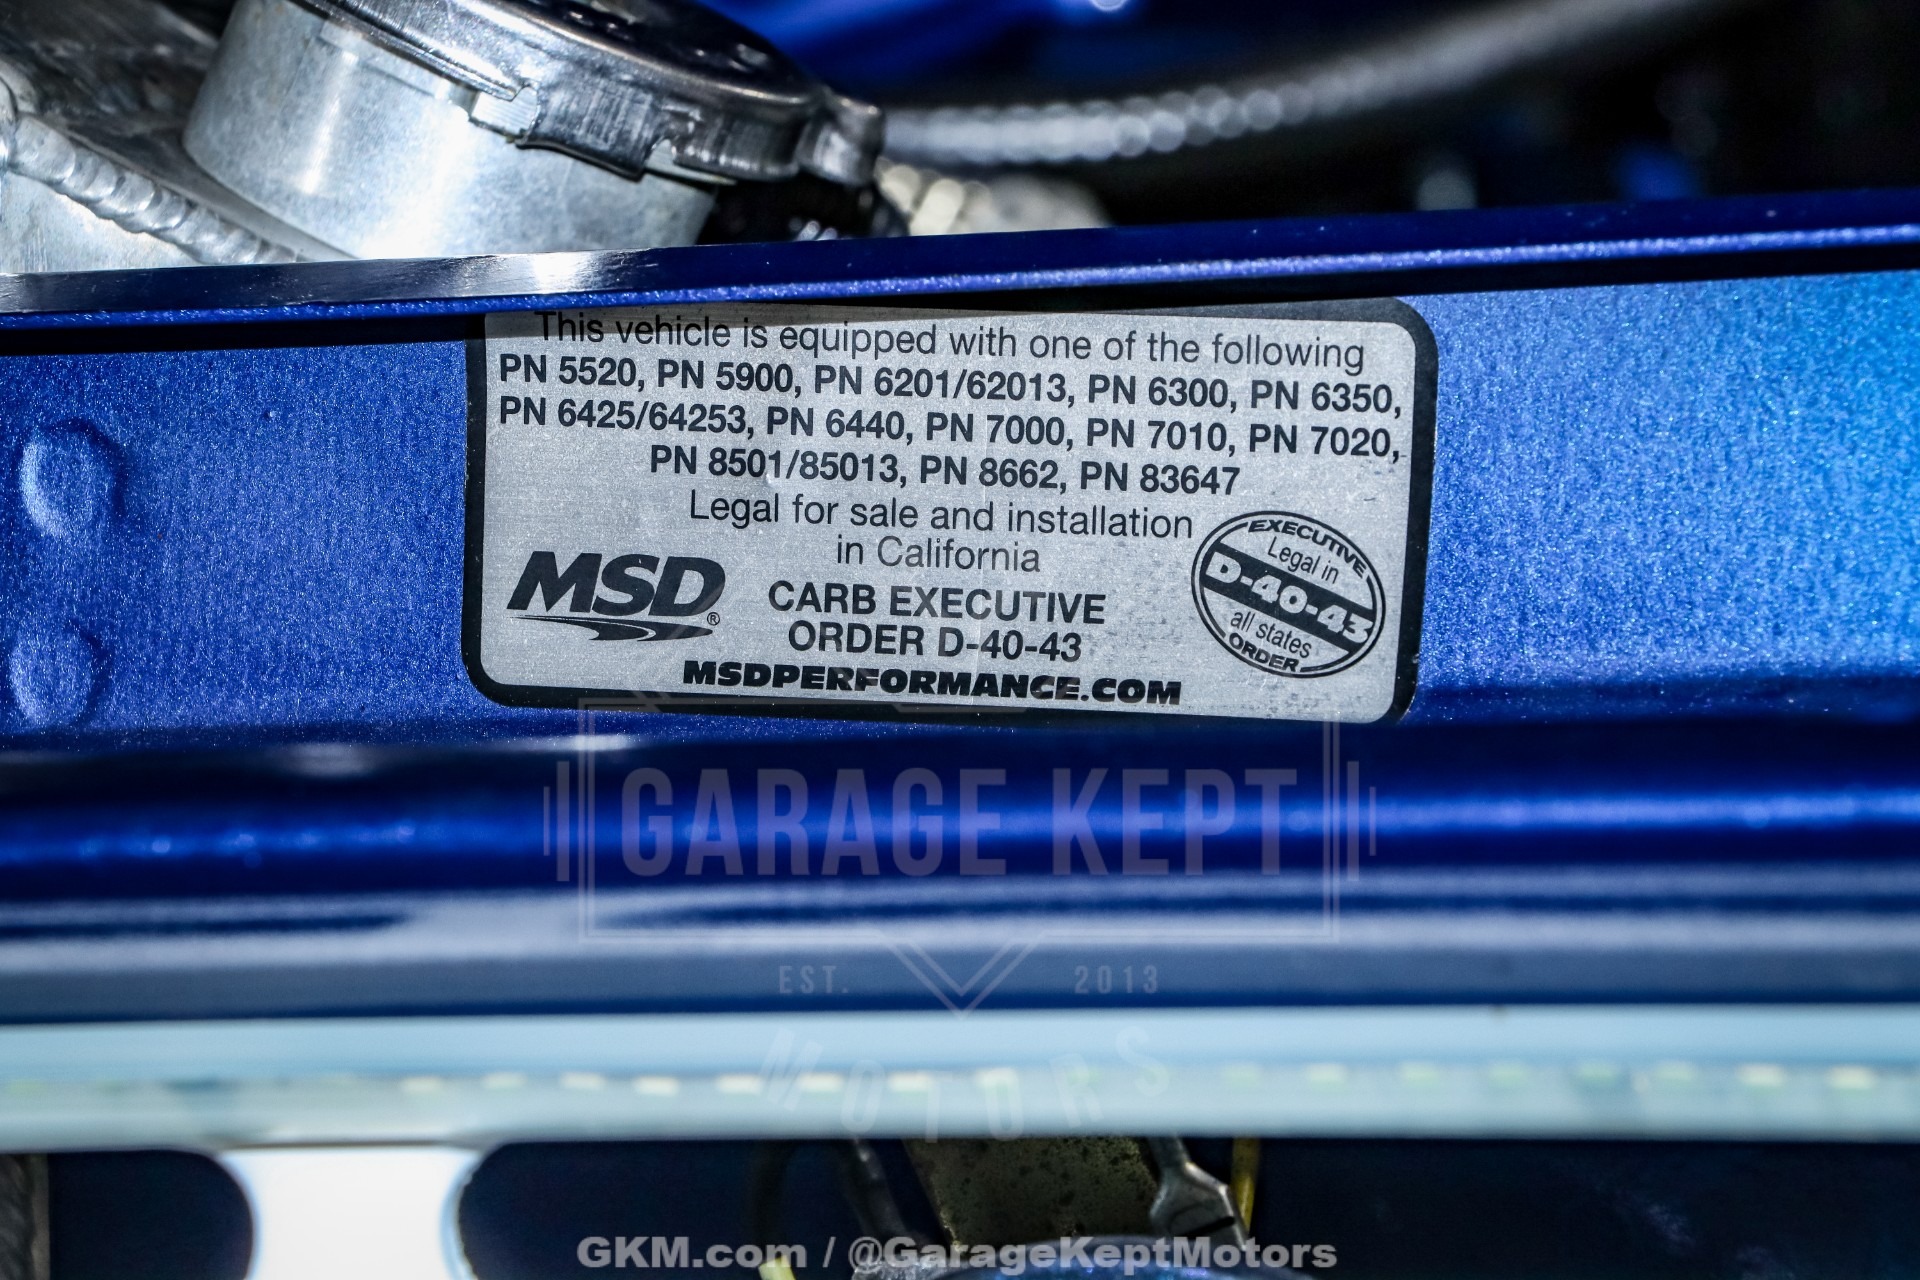 This vehicle is equipped with one of the following
PN 5520, PN 5900, PN 6201/62013, PN 6300, PN 6350,
PN 6425/64253, PN 6440, PN 7000, PN 7010, PN 7020,
PN 8501/85013, PN 8662, PN 83647
Legal for sale and installation
in California
MSD®
CARB EXECUTIVE
ORDER D-40-43
MSDPERFORMANCE.COM
EXECUTIVE
Legal in
D-40-43
all states
ORDER
GARAGE KEPT
EST. 2013
MOTORS
GKM.com / @GarageKeptMotors